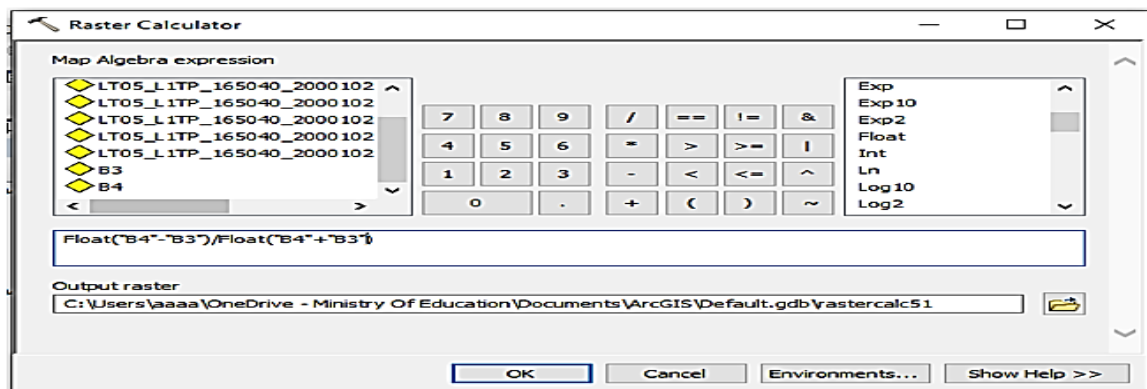 Raster Calculator
Map Algebra expression
LT05_L1TP_165040_2000102
LT05_L1TP_165040_2000102
LT05_L1TP_165040_2000102
LT05_L1TP_165040_2000102
LT05_L1TP_165040_2000102
B3
B4
7 8 9 / == != &
4 5 6 * > >= |
1 2 3 - < <= ^
0 . + ( ) ~
Exp
Exp10
Exp2
Float
Int
Ln
Log10
Log2
Float("B4"-"B3")/Float("B4"+"B3")
Output raster
C:\Users\aaaa\OneDrive - Ministry Of Education\Documents\ArcGIS\Default.gdb\rastercalc51
OK Cancel Environments... Show Help >>